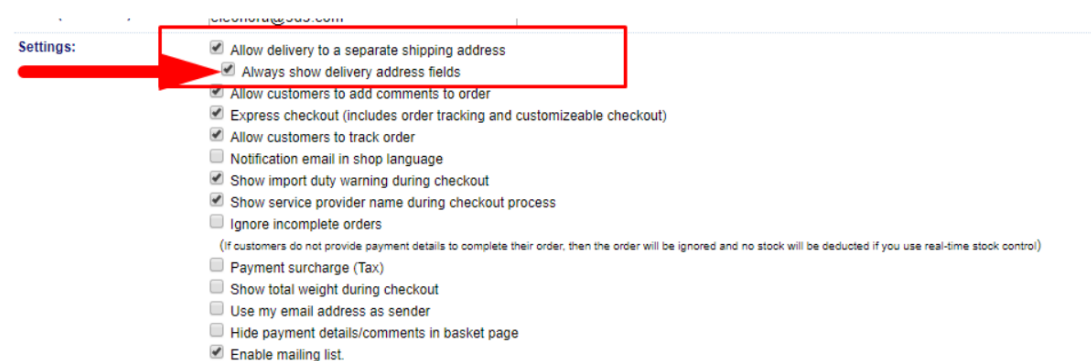 Settings:
Allow delivery to a separate shipping address
Always show delivery address fields
Allow customers to add comments to order
Express checkout (includes order tracking and customizeable checkout)
Allow customers to track order
Notification email in shop language
Show import duty warning during checkout
Show service provider name during checkout process
Ignore incomplete orders
(If customers do not provide payment details to complete their order, then the order will be ignored and no stock will be deducted if you use real-time stock control)
Payment surcharge (Tax)
Show total weight during checkout
Use my email address as sender
Hide payment details/comments in basket page
Enable mailing list.